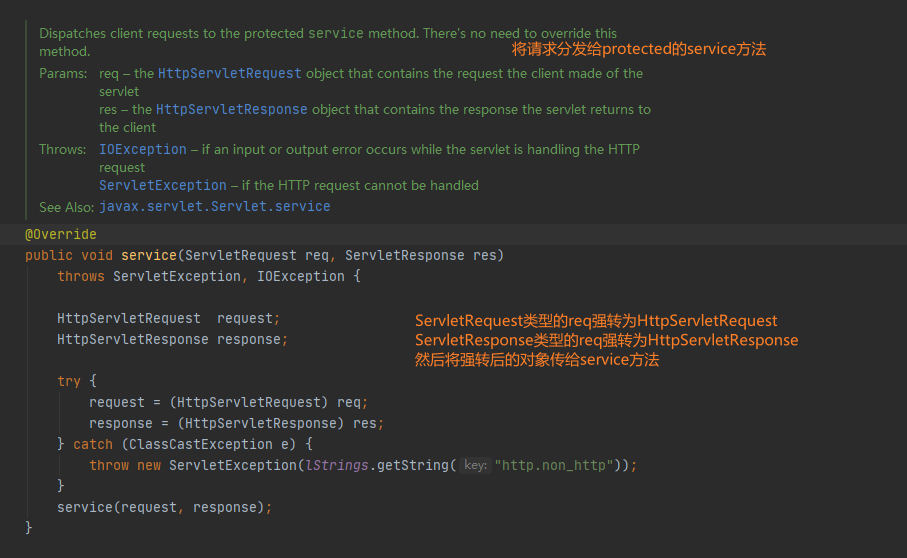 Dispatches client requests to the protected service method. There's no need to override this
method.
将请求分发给protected的service方法
Params: req – the HttpServletRequest object that contains the request the client made of the
servlet
res – the HttpServletResponse object that contains the response the servlet returns to
the client
Throws: IOException – if an input or output error occurs while the servlet is handling the HTTP
request
ServletException – if the HTTP request cannot be handled
See Also: javax.servlet.Servlet.service
@Override
public void service(ServletRequest req, ServletResponse res)
throws ServletException, IOException {
HttpServletRequest  request;
HttpServletResponse response;
ServletRequest类型的req强转为HttpServletRequest
ServletResponse类型的req强转为HttpServletResponse
然后将强转后的对象传给service方法
try {
request = (HttpServletRequest) req;
response = (HttpServletResponse) res;
} catch (ClassCastException e) {
throw new ServletException(lStrings.getString( key: "http.non_http"));
}
service(request, response);
}